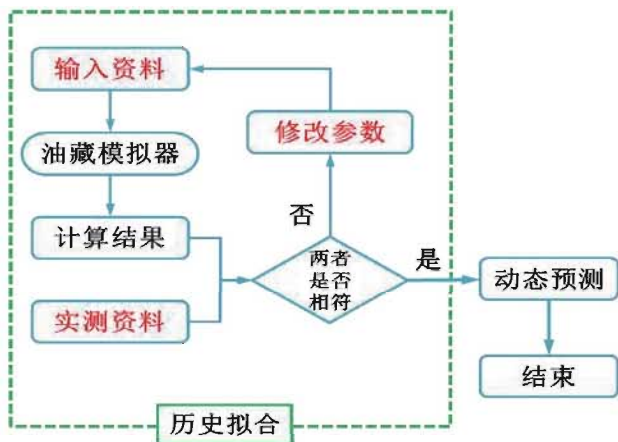 输入资料
修改参数
油藏模拟器
否
计算结果
两者
是否
相符
是
动态预测
实测资料
结束
历史拟合